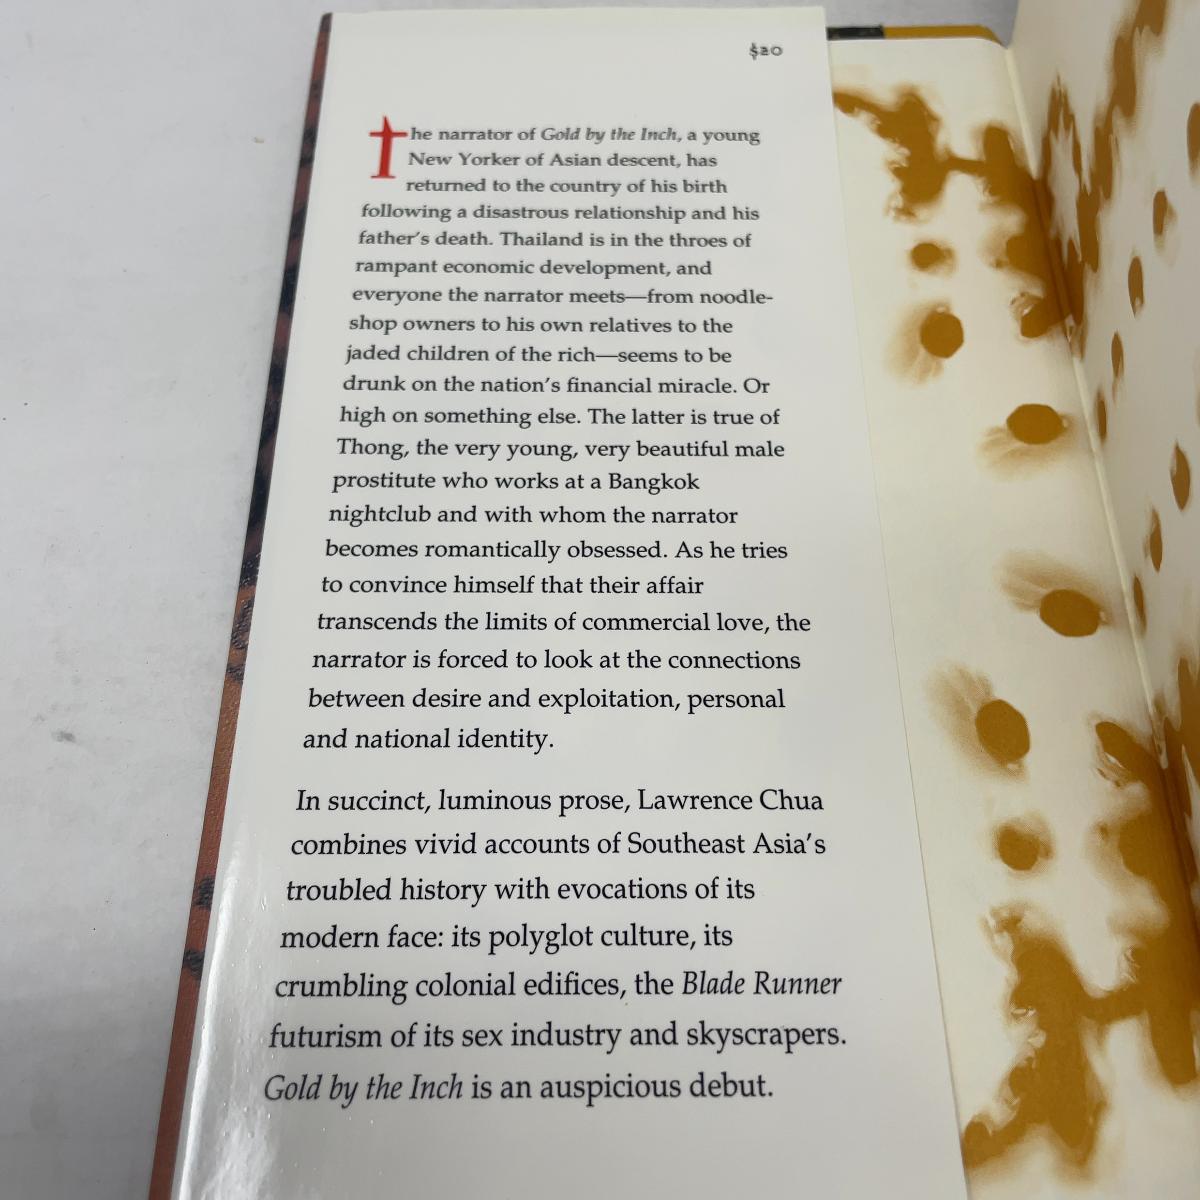 $20
the narrator of Gold by the Inch, a young
New Yorker of Asian descent, has
returned to the country of his birth
following a disastrous relationship and his
father's death. Thailand is in the throes of
rampant economic development, and
everyone the narrator meets—from noodle-
shop owners to his own relatives to the
jaded children of the rich—seems to be
drunk on the nation's financial miracle. Or
high on something else. The latter is true of
Thong, the very young, very beautiful male
prostitute who works at a Bangkok
nightclub and with whom the narrator
becomes romantically obsessed. As he tries
to convince himself that their affair
transcends the limits of commercial love, the
narrator is forced to look at the connections
between desire and exploitation, personal
and national identity.
In succinct, luminous prose, Lawrence Chua
combines vivid accounts of Southeast Asia's
troubled history with evocations of its
modern face: its polyglot culture, its
crumbling colonial edifices, the Blade Runner
futurism of its sex industry and skyscrapers.
Gold by the Inch is an auspicious debut.